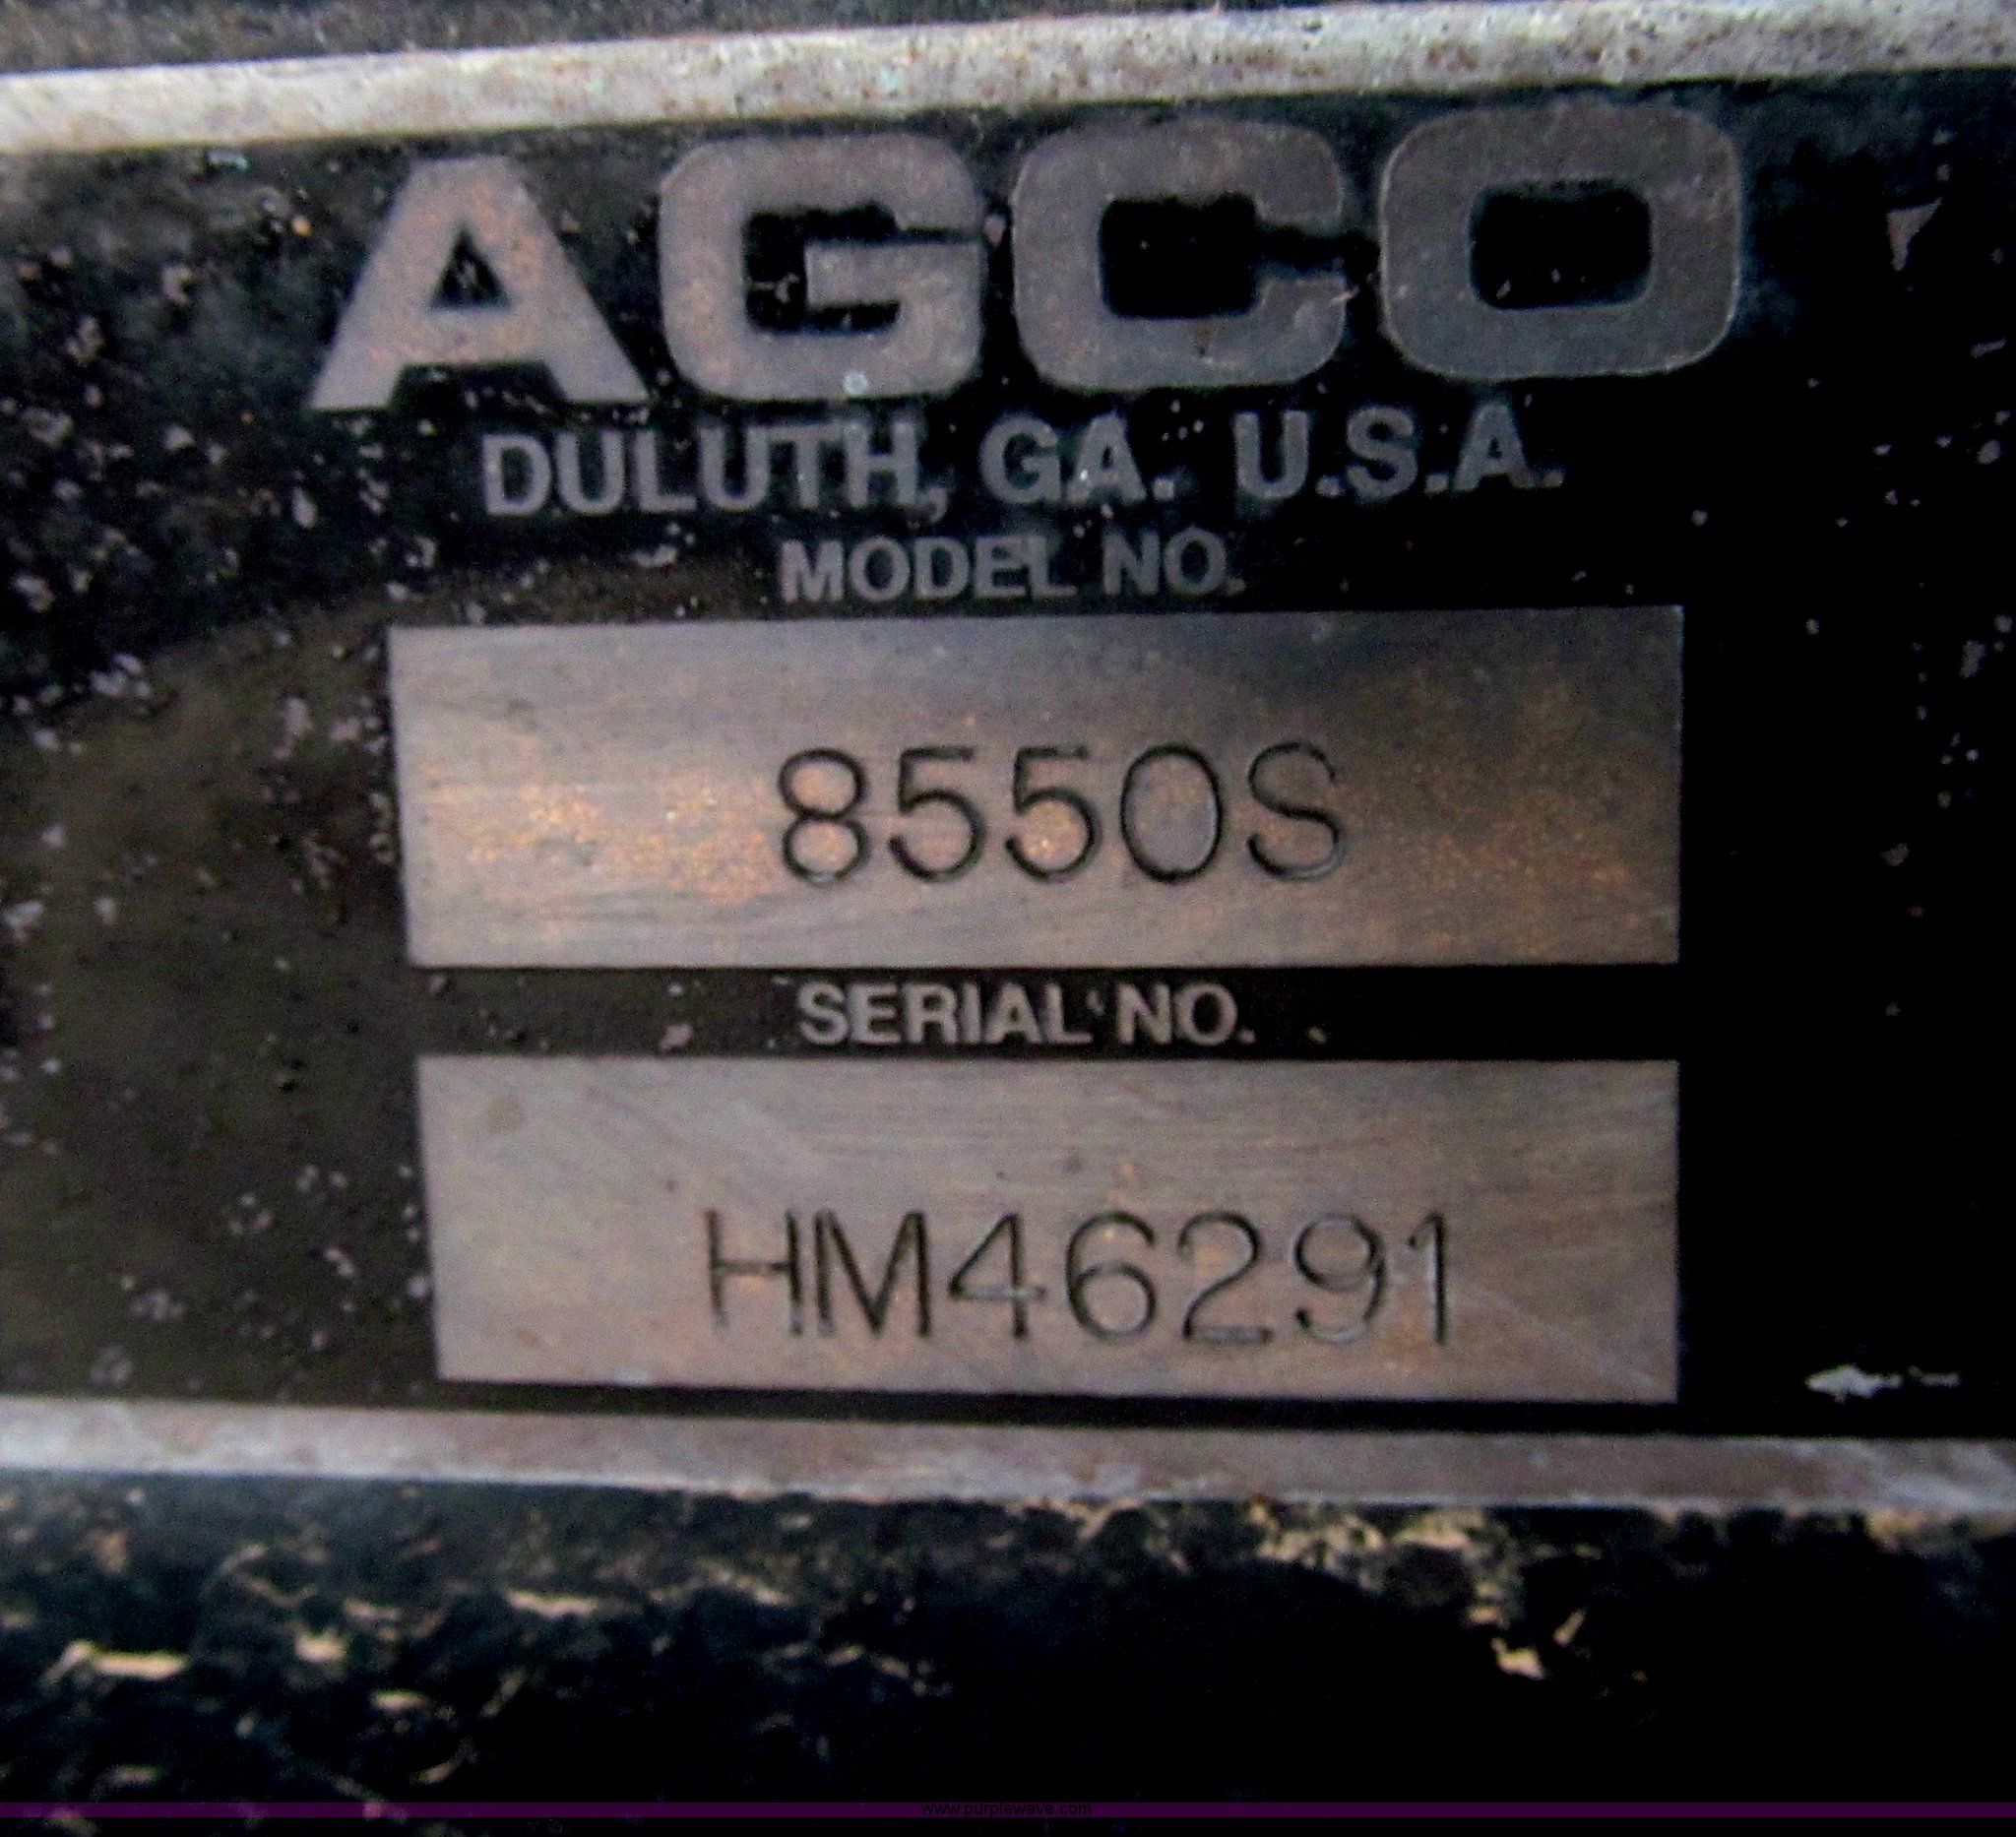 AGCO
DULUTH, GA. U.S.A.
MODEL NO.
8550S
SERIAL NO.
HM46291
www.purplewave.com